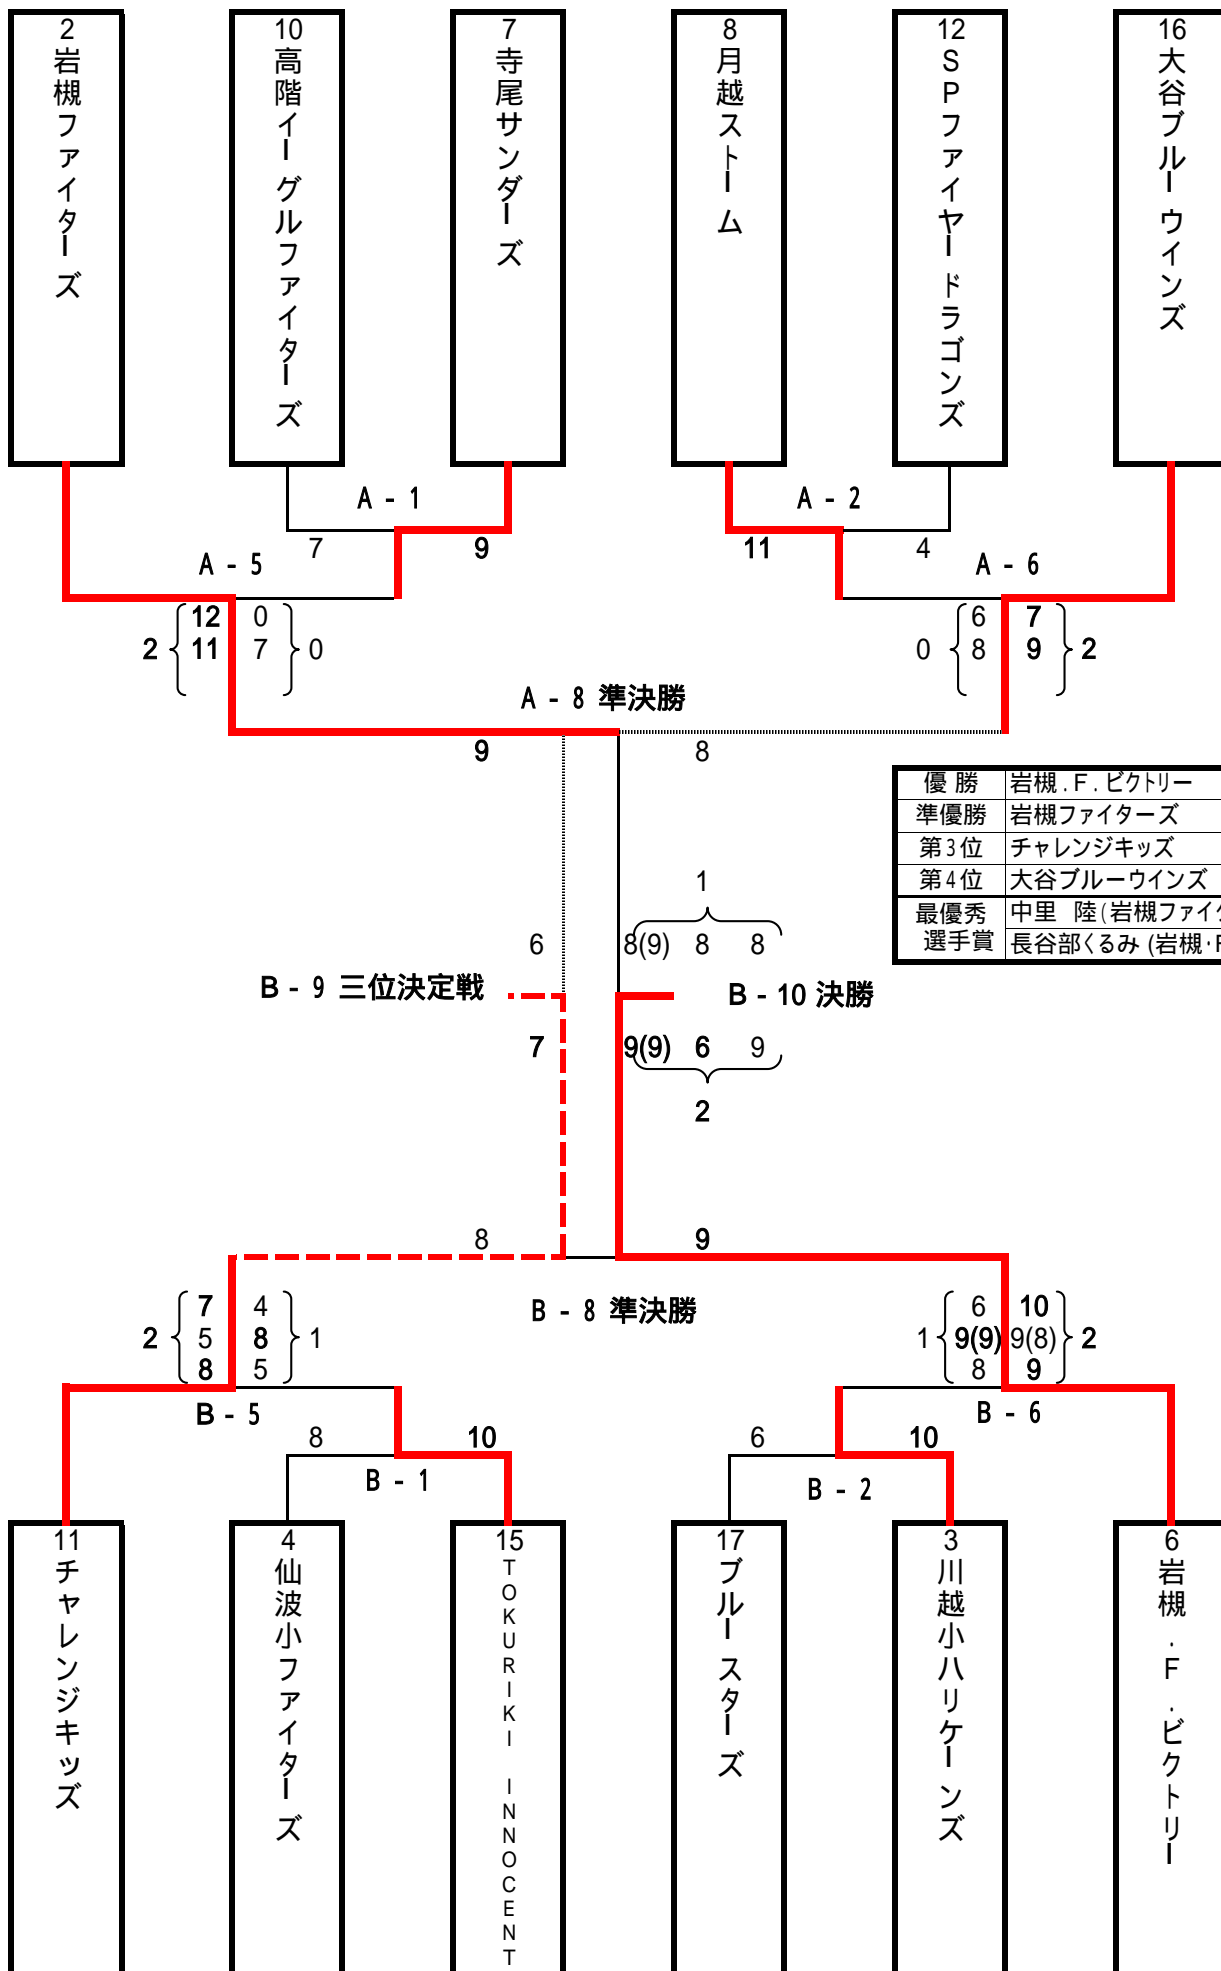 2 岩槻ファイターズ
10 高階イーグルファイターズ
7 寺尾サンダーズ
8 月越ストーム
12 SPファイヤードラゴンズ
16 大谷ブルーウインズ
A - 1
A - 2
7 9
11 4
A - 5
A - 6
12 0
6 7
2 11 7 0
0 8 9 2
A - 8 準決勝
9 8
優 勝 岩槻.F.ビクトリー
準優勝 岩槻ファイターズ
第3位 チャレンジキッズ
第4位 大谷ブルーウインズ
最優秀 中里 陸(岩槻ファイ
選手賞 長谷部くるみ (岩槻・
1
6 8(9) 8 8
B - 9 三位決定戦
B - 10 決勝
7 9(9) 6 9
2
8 9
B - 8 準決勝
7 4
6 10
2 5 8 1
1 9(9) 9(8) 2
8 5
8 9
B - 5
B - 6
8 10
6 10
B - 1
B - 2
11 チャレンジキッズ
4 仙波小ファイターズ
15 TOKURIKI INNOCENT
17 ブルースターズ
3 川越小ハリケーンズ
6 岩槻.F.ビクトリー